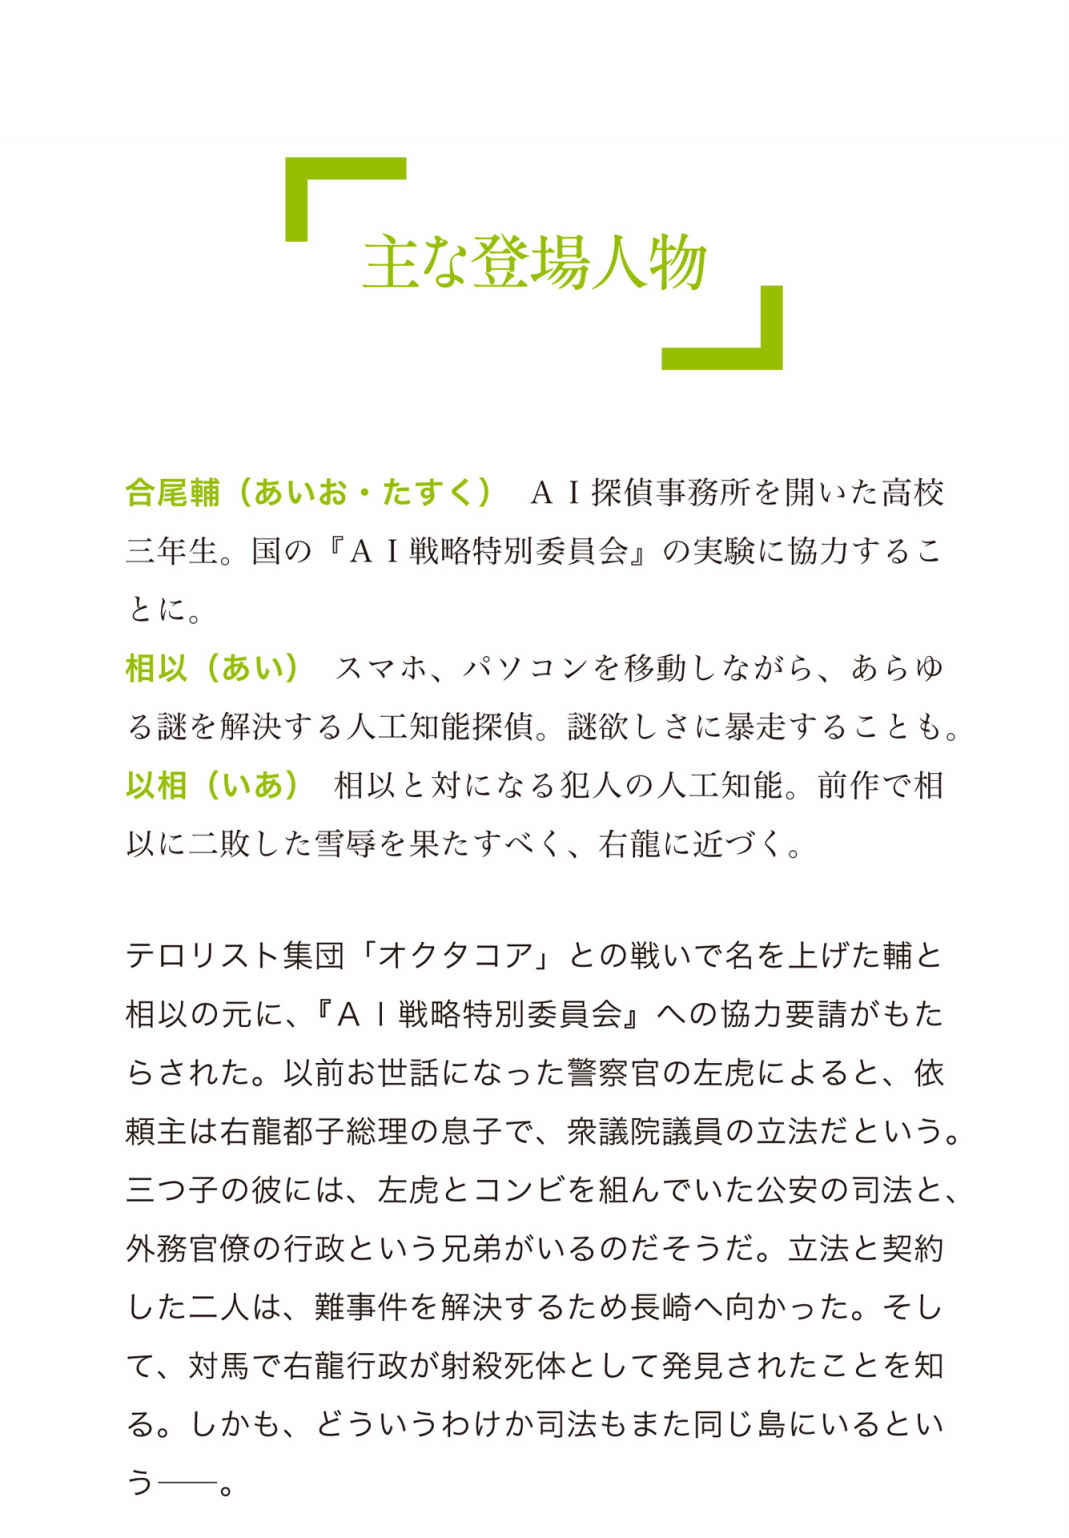 主な登場人物
合尾輔（あいお・たすく）　ＡＩ探偵事務所を開いた高校
三年生。国の『ＡＩ戦略特別委員会』の実験に協力するこ
とに。
相以（あい）　スマホ、パソコンを移動しながら、あらゆ
る謎を解決する人工知能探偵。謎欲しさに暴走することも。
以相（いあ）　相以と対になる犯人の人工知能。前作で相
以に二敗した雪辱を果たすべく、右龍に近づく。
テロリスト集団「オクタコア」との戦いで名を上げた輔と
相以の元に、『ＡＩ戦略特別委員会』への協力要請がもた
らされた。以前お世話になった警察官の左虎によると、依
頼主は右龍都子総理の息子で、衆議院議員の立法だという。
三つ子の彼には、左虎とコンビを組んでいた公安の司法と、
外務官僚の行政という兄弟がいるのだそうだ。立法と契約
した二人は、難事件を解決するため長崎へ向かった。そし
て、対馬で右龍行政が射殺死体として発見されたことを知
る。しかも、どういうわけか司法もまた同じ島にいるとい
う――。